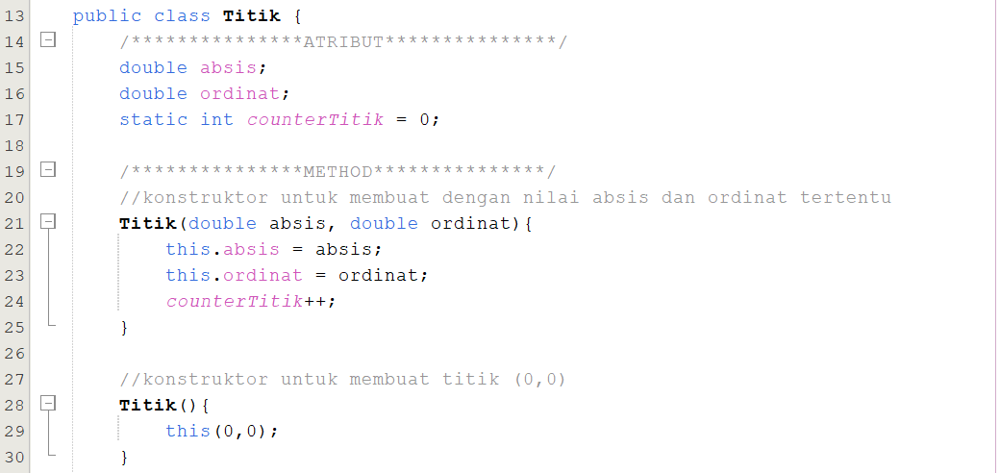 13 public class Titik {
14 /***************ATRIBUT***************/
15 double absis;
16 double ordinat;
17 static int counterTitik = 0;
18
19 /***************METHOD***************/
20 //konstruktor untuk membuat dengan nilai absis dan ordinat tertentu
21 Titik(double absis, double ordinat){
22 this.absis = absis;
23 this.ordinat = ordinat;
24 counterTitik++;
25 }
26
27 //konstruktor untuk membuat titik (0,0)
28 Titik(){
29 this(0,0);
30 }